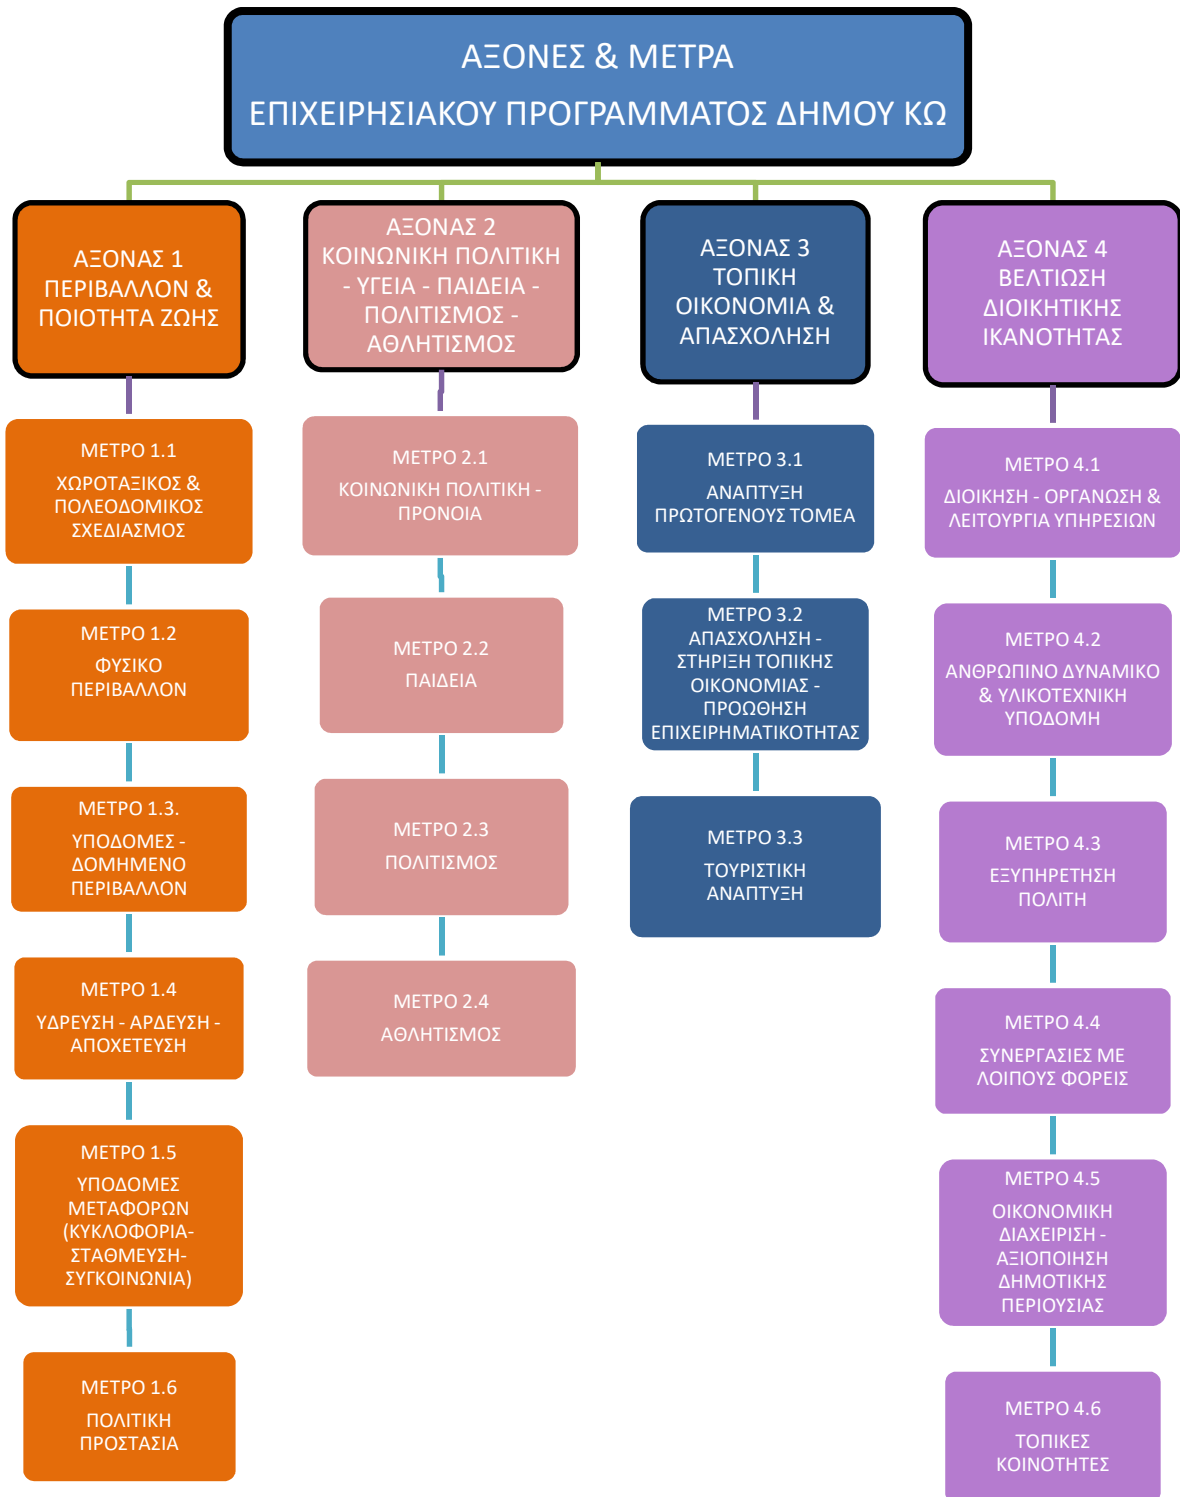 ΑΞΟΝΕΣ & ΜΕΤΡΑ
ΕΠΙΧΕΙΡΗΣΙΑΚΟΥ ΠΡΟΓΡΑΜΜΑΤΟΣ ΔΗΜΟΥ ΚΩ
ΑΞΟΝΑΣ 1
ΠΕΡΙΒΑΛΛΟΝ &
ΠΟΙΟΤΗΤΑ ΖΩΗΣ
ΜΕΤΡΟ 1.1
ΧΩΡΟΤΑΞΙΚΟΣ &
ΠΟΛΕΟΔΟΜΙΚΟΣ
ΣΧΕΔΙΑΣΜΟΣ
ΜΕΤΡΟ 1.2
ΦΥΣΙΚΟ
ΠΕΡΙΒΑΛΛΟΝ
ΜΕΤΡΟ 1.3.
ΥΠΟΔΟΜΕΣ -
ΔΟΜΗΜΕΝΟ
ΠΕΡΙΒΑΛΛΟΝ
ΜΕΤΡΟ 1.4
ΥΔΡΕΥΣΗ - ΑΡΔΕΥΣΗ -
ΑΠΟΧΕΤΕΥΣΗ
ΜΕΤΡΟ 1.5
ΥΠΟΔΟΜΕΣ
ΜΕΤΑΦΟΡΩΝ
(ΚΥΚΛΟΦΟΡΙΑ-
ΣΤΑΘΜΕΥΣΗ-
ΣΥΓΚΟΙΝΩΝΙΑ)
ΜΕΤΡΟ 1.6
ΠΟΛΙΤΙΚΗ
ΠΡΟΣΤΑΣΙΑ
ΑΞΟΝΑΣ 2
ΚΟΙΝΩΝΙΚΗ ΠΟΛΙΤΙΚΗ
- ΥΓΕΙΑ - ΠΑΙΔΕΙΑ -
ΠΟΛΙΤΙΣΜΟΣ -
ΑΘΛΗΤΙΣΜΟΣ
ΜΕΤΡΟ 2.1
ΚΟΙΝΩΝΙΚΗ ΠΟΛΙΤΙΚΗ -
ΠΡΟΝΟΙΑ
ΜΕΤΡΟ 2.2
ΠΑΙΔΕΙΑ
ΜΕΤΡΟ 2.3
ΠΟΛΙΤΙΣΜΟΣ
ΜΕΤΡΟ 2.4
ΑΘΛΗΤΙΣΜΟΣ
ΑΞΟΝΑΣ 3
ΤΟΠΙΚΗ
ΟΙΚΟΝΟΜΙΑ &
ΑΠΑΣΧΟΛΗΣΗ
ΜΕΤΡΟ 3.1
ΑΝΑΠΤΥΞΗ
ΠΡΩΤΟΓΕΝΟΥΣ ΤΟΜΕΑ
ΜΕΤΡΟ 3.2
ΑΠΑΣΧΟΛΗΣΗ -
ΣΤΗΡΙΞΗ ΤΟΠΙΚΗΣ
ΟΙΚΟΝΟΜΙΑΣ -
ΠΡΟΩΘΗΣΗ
ΕΠΙΧΕΙΡΗΜΑΤΙΚΟΤΗΤΑΣ
ΜΕΤΡΟ 3.3
ΤΟΥΡΙΣΤΙΚΗ
ΑΝΑΠΤΥΞΗ
ΑΞΟΝΑΣ 4
ΒΕΛΤΙΩΣΗ
ΔΙΟΙΚΗΤΙΚΗΣ
ΙΚΑΝΟΤΗΤΑΣ
ΜΕΤΡΟ 4.1
ΔΙΟΙΚΗΣΗ - ΟΡΓΑΝΩΣΗ &
ΛΕΙΤΟΥΡΓΙΑ ΥΠΗΡΕΣΙΩΝ
ΜΕΤΡΟ 4.2
ΑΝΘΡΩΠΙΝΟ ΔΥΝΑΜΙΚΟ
& ΥΛΙΚΟΤΕΧΝΙΚΗ
ΥΠΟΔΟΜΗ
ΜΕΤΡΟ 4.3
ΕΞΥΠΗΡΕΤΗΣΗ
ΠΟΛΙΤΗ
ΜΕΤΡΟ 4.4
ΣΥΝΕΡΓΑΣΙΕΣ ΜΕ
ΛΟΙΠΟΥΣ ΦΟΡΕΙΣ
ΜΕΤΡΟ 4.5
ΟΙΚΟΝΟΜΙΚΗ
ΔΙΑΧΕΙΡΙΣΗ -
ΑΞΙΟΠΟΙΗΣΗ
ΔΗΜΟΤΙΚΗΣ
ΠΕΡΙΟΥΣΙΑΣ
ΜΕΤΡΟ 4.6
ΤΟΠΙΚΕΣ
ΚΟΙΝΟΤΗΤΕΣ